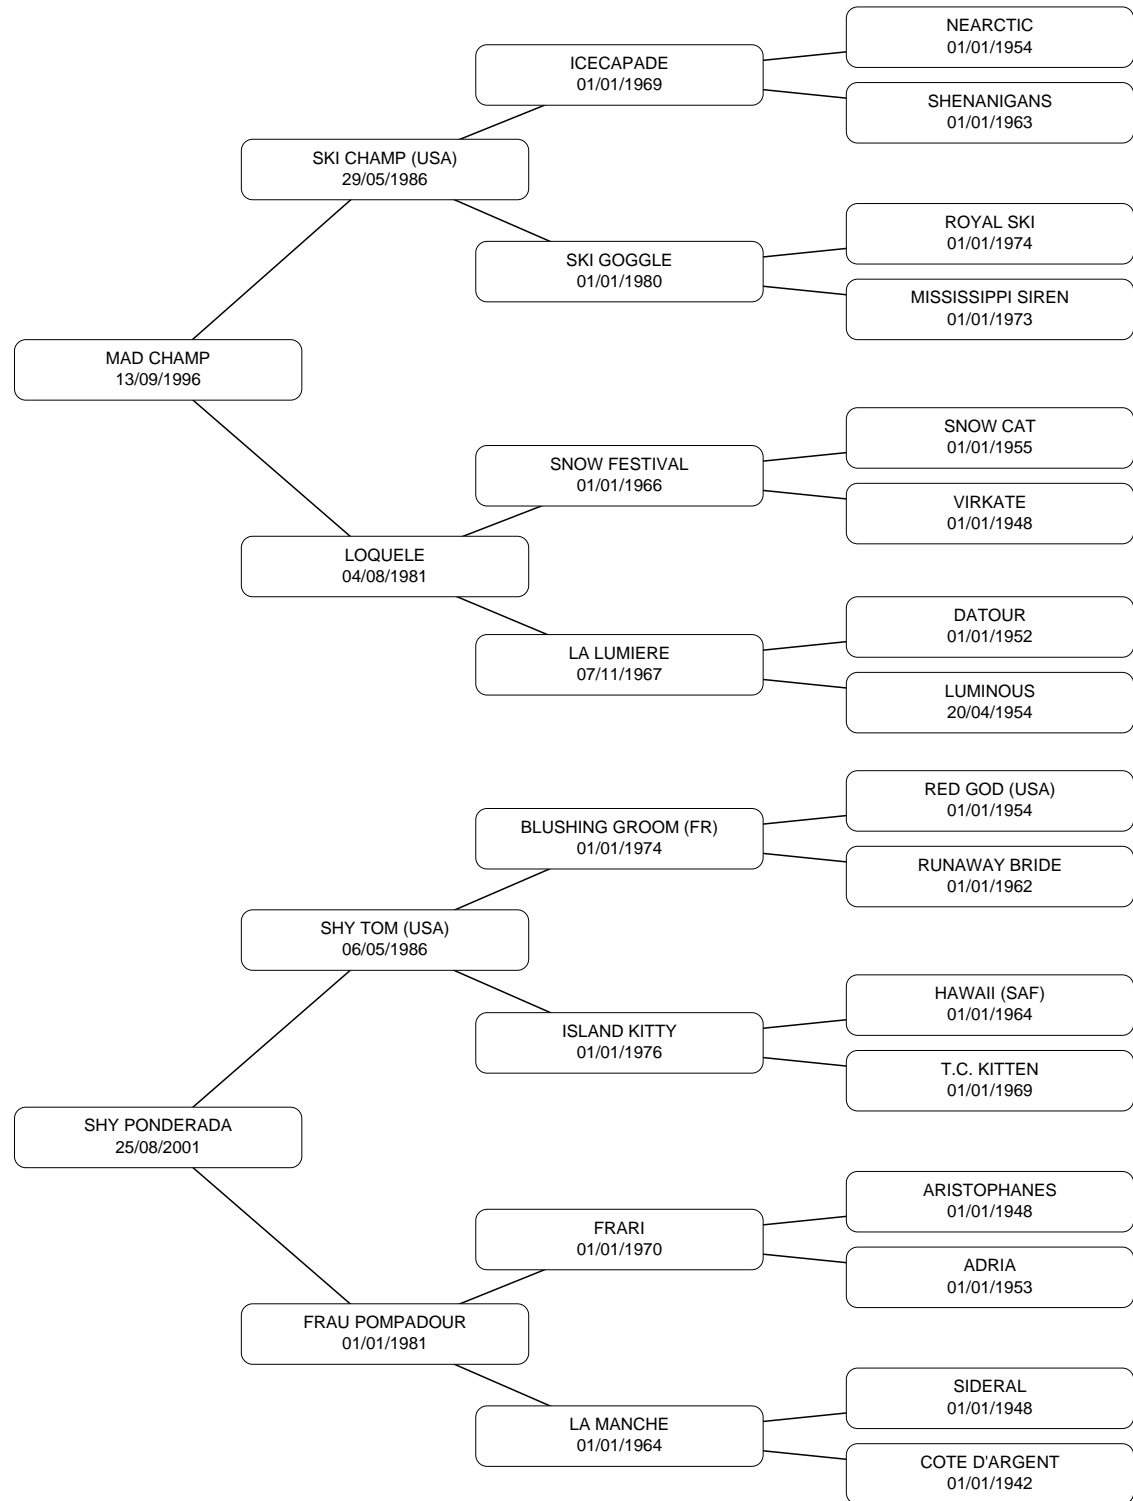 NEARCTIC
01/01/1954
ICECAPADE
01/01/1969
SHENANIGANS
01/01/1963
SKI CHAMP (USA)
29/05/1986
ROYAL SKI
01/01/1974
SKI GOGGLE
01/01/1980
MISSISSIPPI SIREN
01/01/1973
MAD CHAMP
13/09/1996
SNOW CAT
01/01/1955
SNOW FESTIVAL
01/01/1966
VIRKATE
01/01/1948
LOQUELE
04/08/1981
DATOUR
01/01/1952
LA LUMIERE
07/11/1967
LUMINOUS
20/04/1954
RED GOD (USA)
01/01/1954
BLUSHING GROOM (FR)
01/01/1974
RUNAWAY BRIDE
01/01/1962
SHY TOM (USA)
06/05/1986
HAWAII (SAF)
01/01/1964
ISLAND KITTY
01/01/1976
T.C. KITTEN
01/01/1969
SHY PONDERADA
25/08/2001
ARISTOPHANES
01/01/1948
FRARI
01/01/1970
ADRIA
01/01/1953
FRAU POMPADOUR
01/01/1981
SIDERAL
01/01/1948
LA MANCHE
01/01/1964
COTE D'ARGENT
01/01/1942